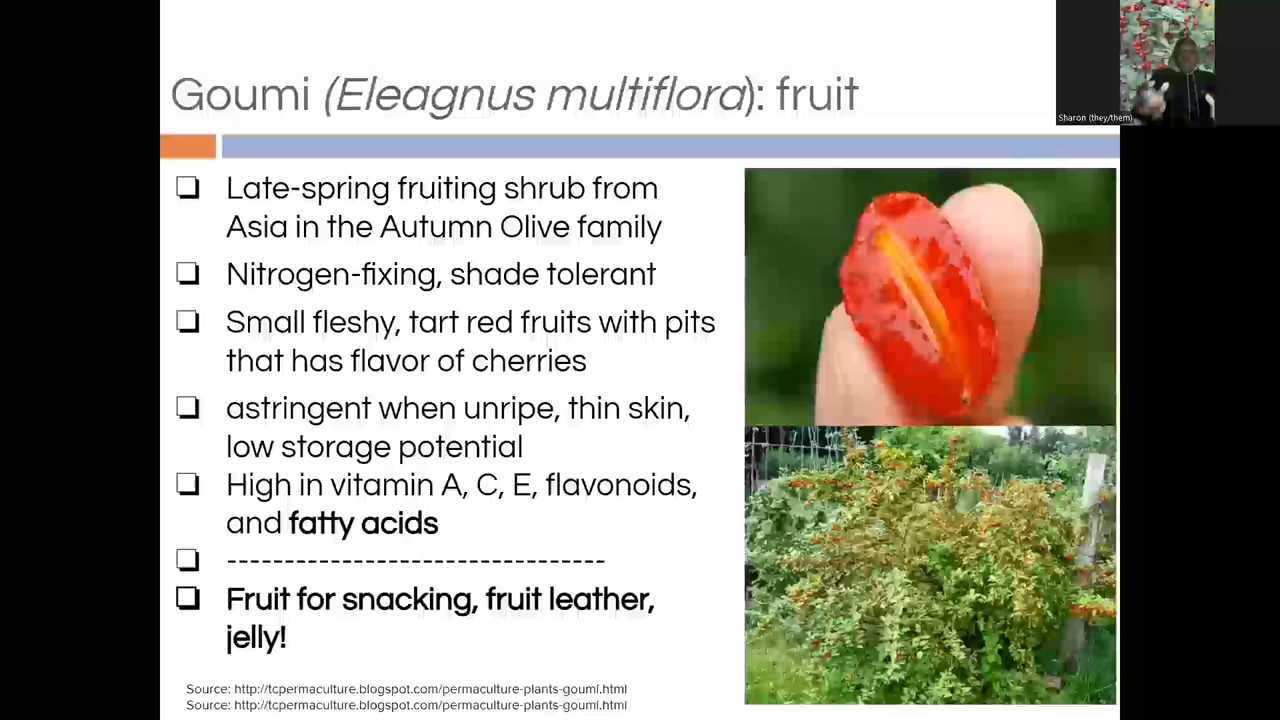 Goumi (Eleagnus multiflora): fruit
Sharon (they/them)
❏ Late-spring fruiting shrub from
Asia in the Autumn Olive family
❏ Nitrogen-fixing, shade tolerant
❏ Small fleshy, tart red fruits with pits
that has flavor of cherries
❏ astringent when unripe, thin skin,
low storage potential
❏ High in vitamin A, C, E, flavonoids,
and fatty acids
❏ ---------------------------------
❏ Fruit for snacking, fruit leather,
jelly!
Source: http://tcpermaculture.blogspot.com/permaculture-plants-goumi.html
Source: http://tcpermaculture.blogspot.com/permaculture-plants-goumi.html